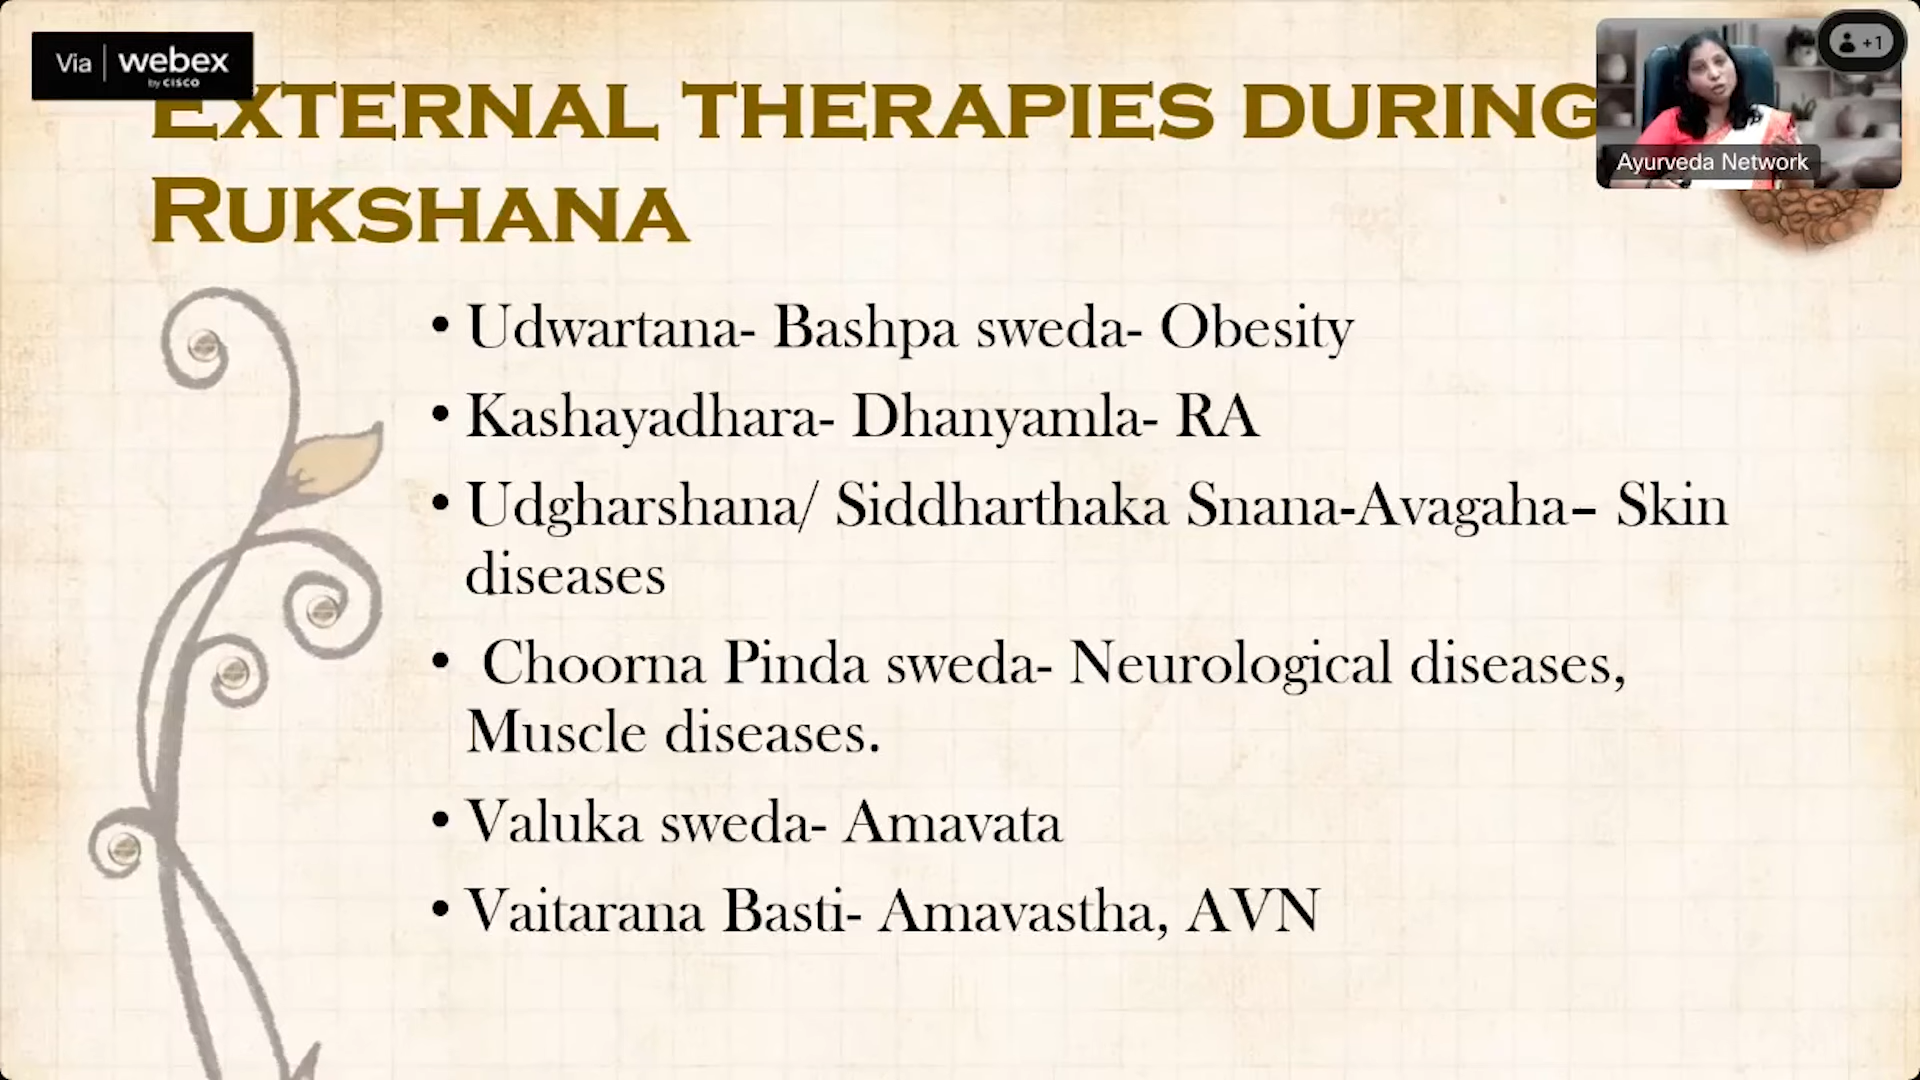 Via webex
by CISCO
+1
EXTERNAL THERAPIES DURING
RUKSHANA
Ayurveda Network
• Udwartana- Bashpa sweda- Obesity
• Kashayadhara- Dhanyamla- RA
• Udgharshana/ Siddharthaka Snana-Avagaha– Skin
diseases
• Choorna Pinda sweda- Neurological diseases,
Muscle diseases.
• Valuka sweda- Amavata
• Vaitarana Basti- Amavastha, AVN